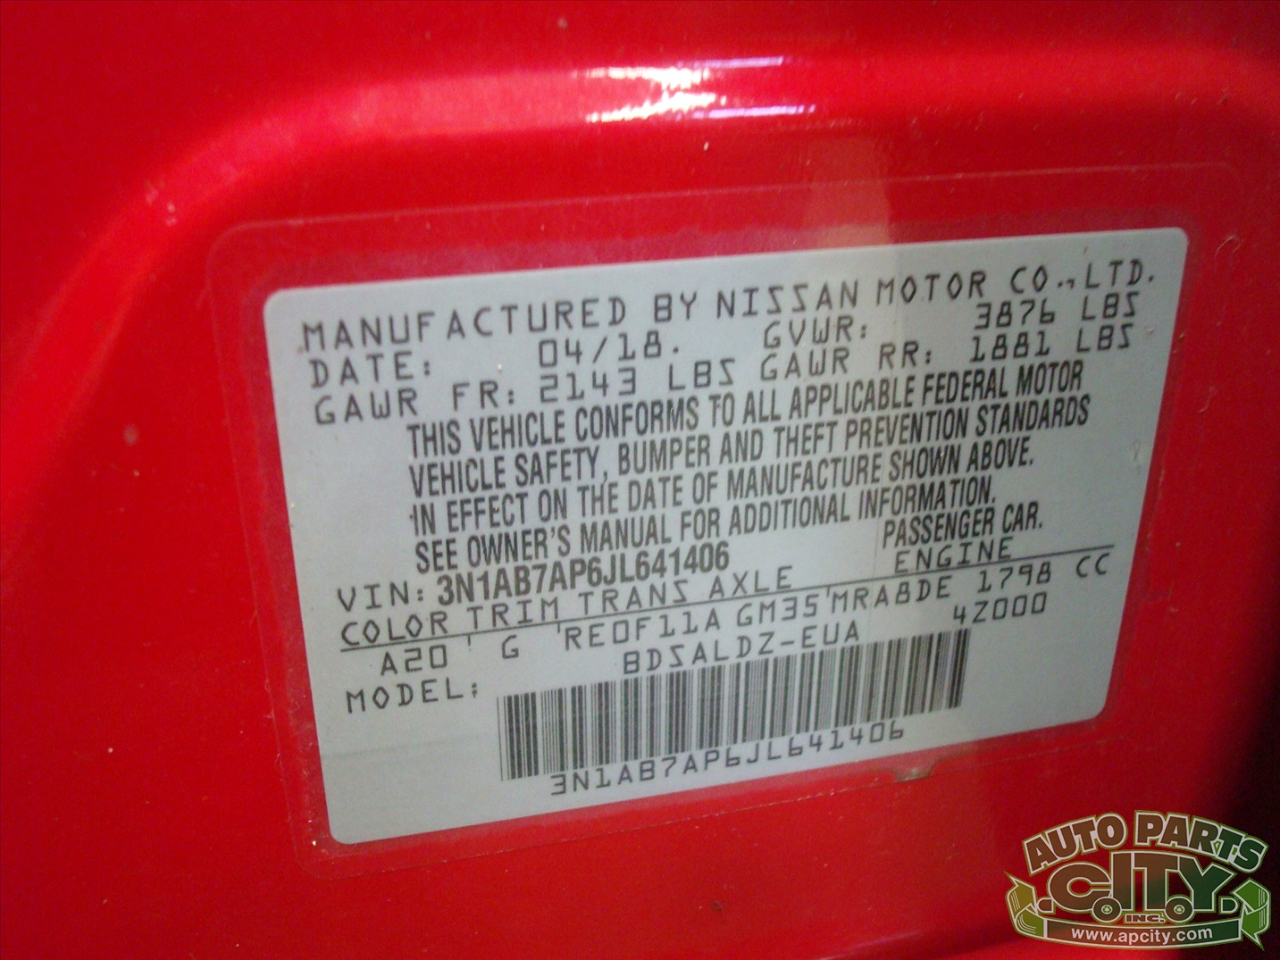 MANUFACTURED BY NISSAN MOTOR CO.,LTD.
DATE: 04/18. GVWR: 3876 LBS
GAWR FR: 2143 LBS GAWR RR: 1881 LBS
THIS VEHICLE CONFORMS TO ALL APPLICABLE FEDERAL MOTOR
VEHICLE SAFETY, BUMPER AND THEFT PREVENTION STANDARDS
IN EFFECT ON THE DATE OF MANUFACTURE SHOWN ABOVE.
SEE OWNER'S MANUAL FOR ADDITIONAL INFORMATION.
VIN: 3N1AB7AP6JL641406 PASSENGER CAR.
COLOR TRIM TRANS AXLE ENGINE
A20 ' G 'RE0F11A GM35'MRA8DE 1798 CC
MODEL: BDSALDZ-EUA 4Z000
3N1AB7AP6JL641406
AUTO PARTS
CITY
INC.
www.apcity.com